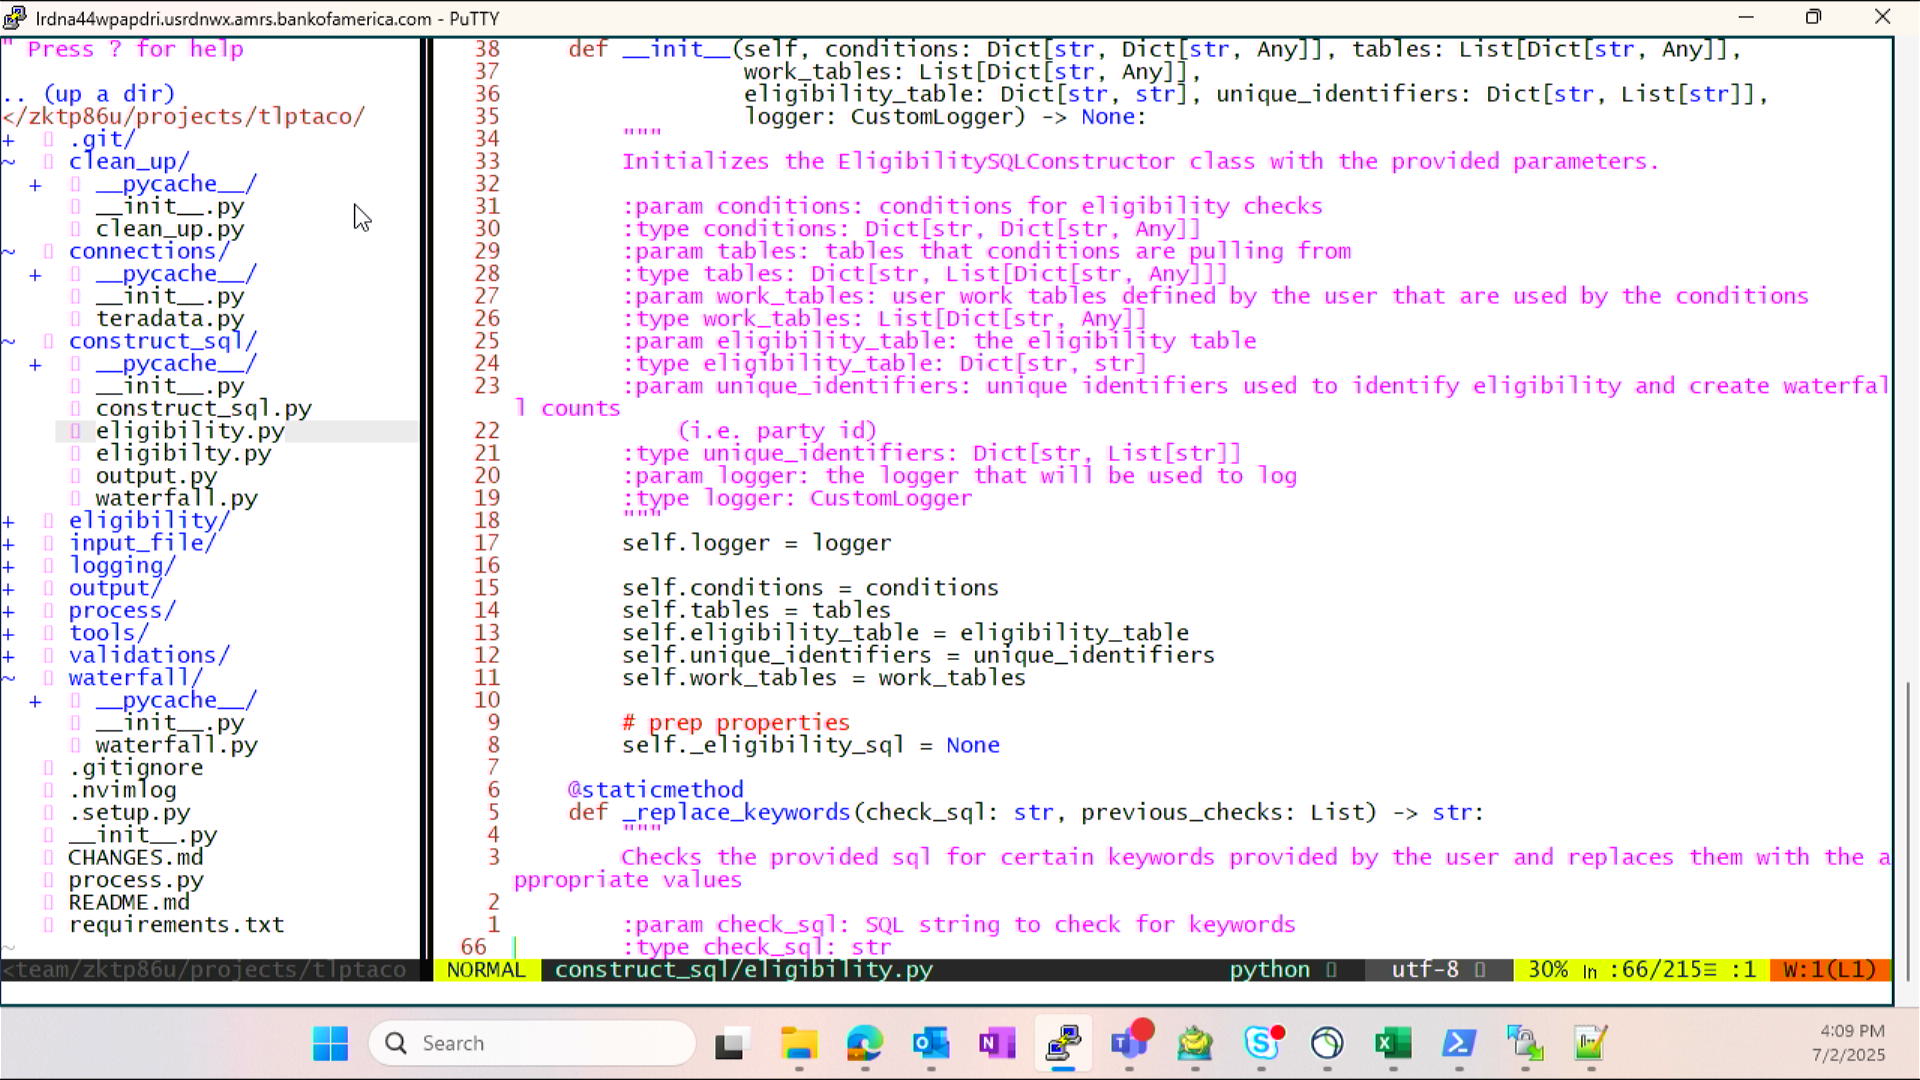 lrdna44wpapdri.usrdnwx.amrs.bankofamerica.com - PuTTY
" Press ? for help
.. (up a dir)
</zktp86u/projects/tlptaco/
+ .git/
~ clean_up/
+ __pycache__/
__init__.py
clean_up.py
~ connections/
+ __pycache__/
__init__.py
teradata.py
~ construct_sql/
+ __pycache__/
__init__.py
construct_sql.py
eligibility.py
eligibilty.py
output.py
waterfall.py
+ eligibility/
+ input_file/
+ logging/
+ output/
+ process/
+ tools/
+ validations/
~ waterfall/
+ __pycache__/
__init__.py
waterfall.py
.gitignore
.nvimlog
.setup.py
__init__.py
CHANGES.md
process.py
README.md
requirements.txt
~
<team/zktp86u/projects/tlptaco
38 def __init__(self, conditions: Dict[str, Dict[str, Any]], tables: List[Dict[str, Any]],
37 work_tables: List[Dict[str, Any]],
36 eligibility_table: Dict[str, str], unique_identifiers: Dict[str, List[str]],
35 logger: CustomLogger) -> None:
34 """
33 Initializes the EligibilitySQLConstructor class with the provided parameters.
32
31 :param conditions: conditions for eligibility checks
30 :type conditions: Dict[str, Dict[str, Any]]
29 :param tables: tables that conditions are pulling from
28 :type tables: Dict[str, List[Dict[str, Any]]]
27 :param work_tables: user work tables defined by the user that are used by the conditions
26 :type work_tables: List[Dict[str, Any]]
25 :param eligibility_table: the eligibility table
24 :type eligibility_table: Dict[str, str]
23 :param unique_identifiers: unique identifiers used to identify eligibility and create waterfal
l counts
22 (i.e. party id)
21 :type unique_identifiers: Dict[str, List[str]]
20 :param logger: the logger that will be used to log
19 :type logger: CustomLogger
18 """
17 self.logger = logger
16
15 self.conditions = conditions
14 self.tables = tables
13 self.eligibility_table = eligibility_table
12 self.unique_identifiers = unique_identifiers
11 self.work_tables = work_tables
10
9 # prep properties
8 self._eligibility_sql = None
7
6 @staticmethod
5 def _replace_keywords(check_sql: str, previous_checks: List) -> str:
4 """
3 Checks the provided sql for certain keywords provided by the user and replaces them with the a
ppropriate values
2
1 :param check_sql: SQL string to check for keywords
66 :type check_sql: str
NORMAL construct_sql/eligibility.py python utf-8 30% ln :66/215≡ :1 W:1(L1)
Search
4:09 PM
7/2/2025